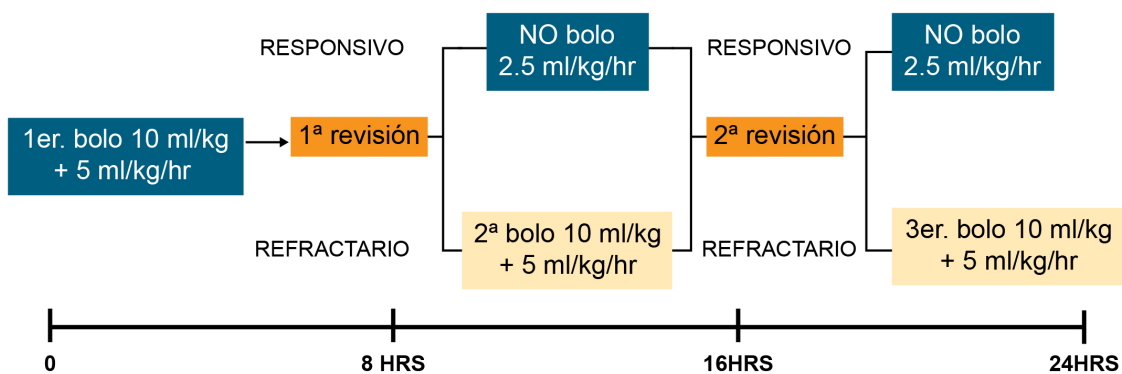 1er. bolo 10 ml/kg
+ 5 ml/kg/hr
RESPONSIVO
1ª revisión
REFRACTARIO
NO bolo
2.5 ml/kg/hr
2ª bolo 10 ml/kg
+ 5 ml/kg/hr
RESPONSIVO
2ª revisión
REFRACTARIO
NO bolo
2.5 ml/kg/hr
3er. bolo 10 ml/kg
+ 5 ml/kg/hr
0
8 HRS
16HRS
24HRS